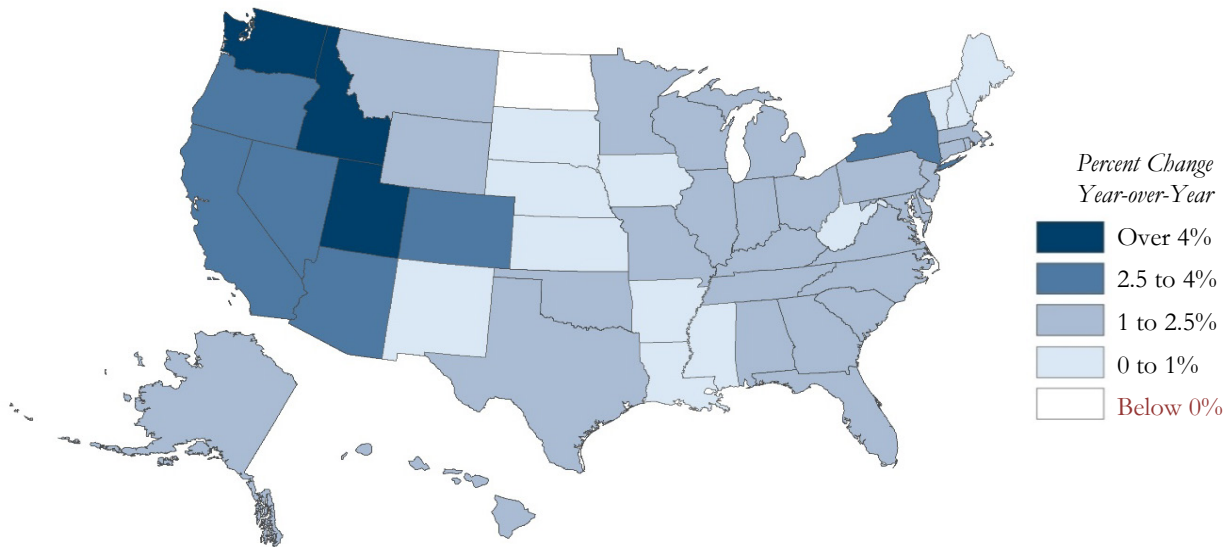 Percent Change
Year-over-Year
Over 4%
2.5 to 4%
1 to 2.5%
0 to 1%
Below 0%